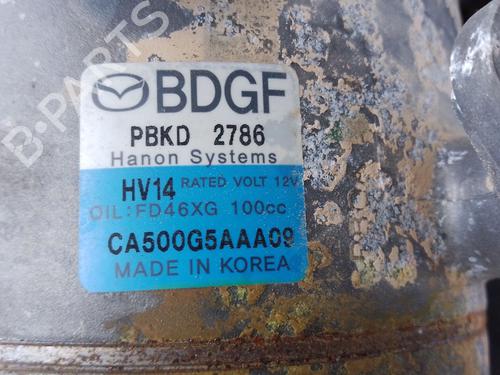 BDGF
PBKD 2786
Hanon Systems
HV14 RATED VOLT 12V
OIL:FD46XG 100cc
CA500G5AAA09
MADE IN KOREA
B-PARTS